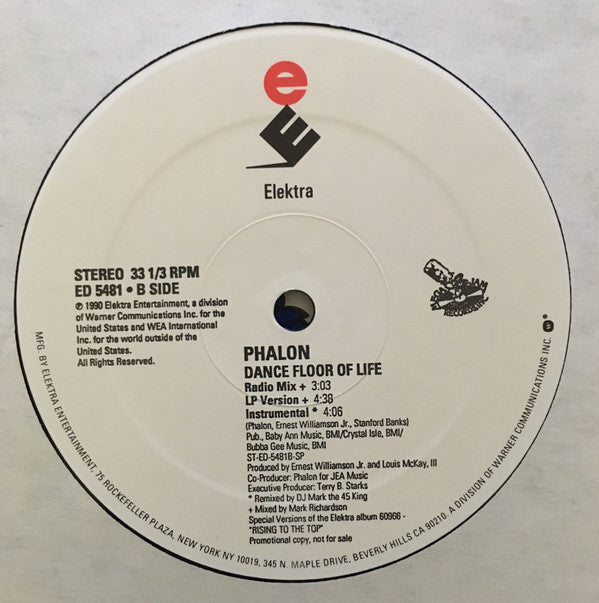 e
E
Elektra
STEREO 33 1/3 RPM
ED 5481 • B SIDE
℗ 1990 Elektra Entertainment, a division
of Warner Communications Inc. for the
United States and WEA International
Inc. for the world outside of the
United States.
All Rights Reserved.
RECORDS INC.
PHALON
DANCE FLOOR OF LIFE
Radio Mix + 3:03
LP Version + 4:38
Instrumental * 4:06
(Phalon, Ernest Williamson Jr., Stanford Banks)
Pub., Baby Ann Music, BMI/Crystal Isle, BMI/
Bubba Gee Music, BMI
ST-ED-5481B-SP
Produced by Ernest Williamson Jr. and Louis McKay, III
Co-Producer: Phalon for JEA Music
Executive Producer: Terry B. Starks
* Remixed by DJ Mark the 45 King
+ Mixed by Mark Richardson
Special Versions of the Elektra album 60966 -
"RISING TO THE TOP"
Promotional copy, not for sale
MFG. BY ELEKTRA ENTERTAINMENT, 75 ROCKEFELLER PLAZA, NEW YORK NY 10019, 345 N. MAPLE DRIVE, BEVERLY HILLS CA 90210. A DIVISION OF WARNER COMMUNICATIONS INC.